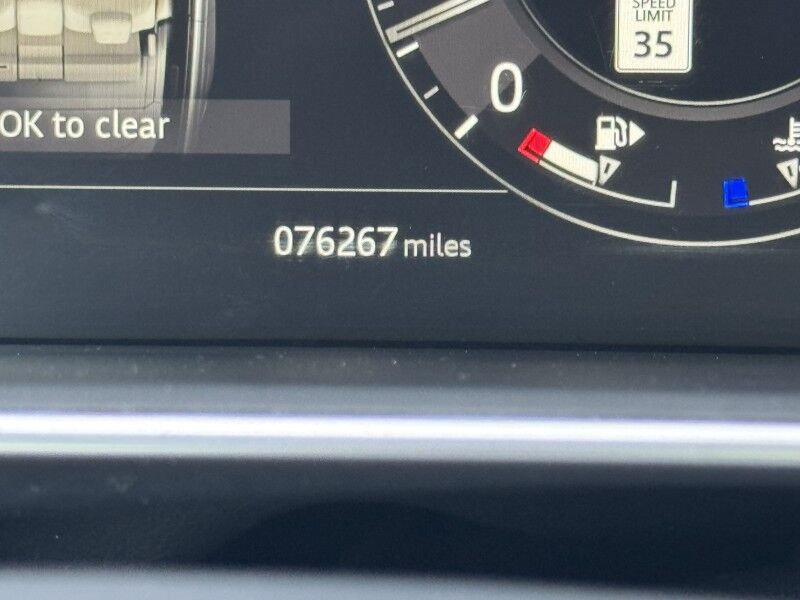 SPEED
LIMIT
35
0
OK to clear
076267 miles